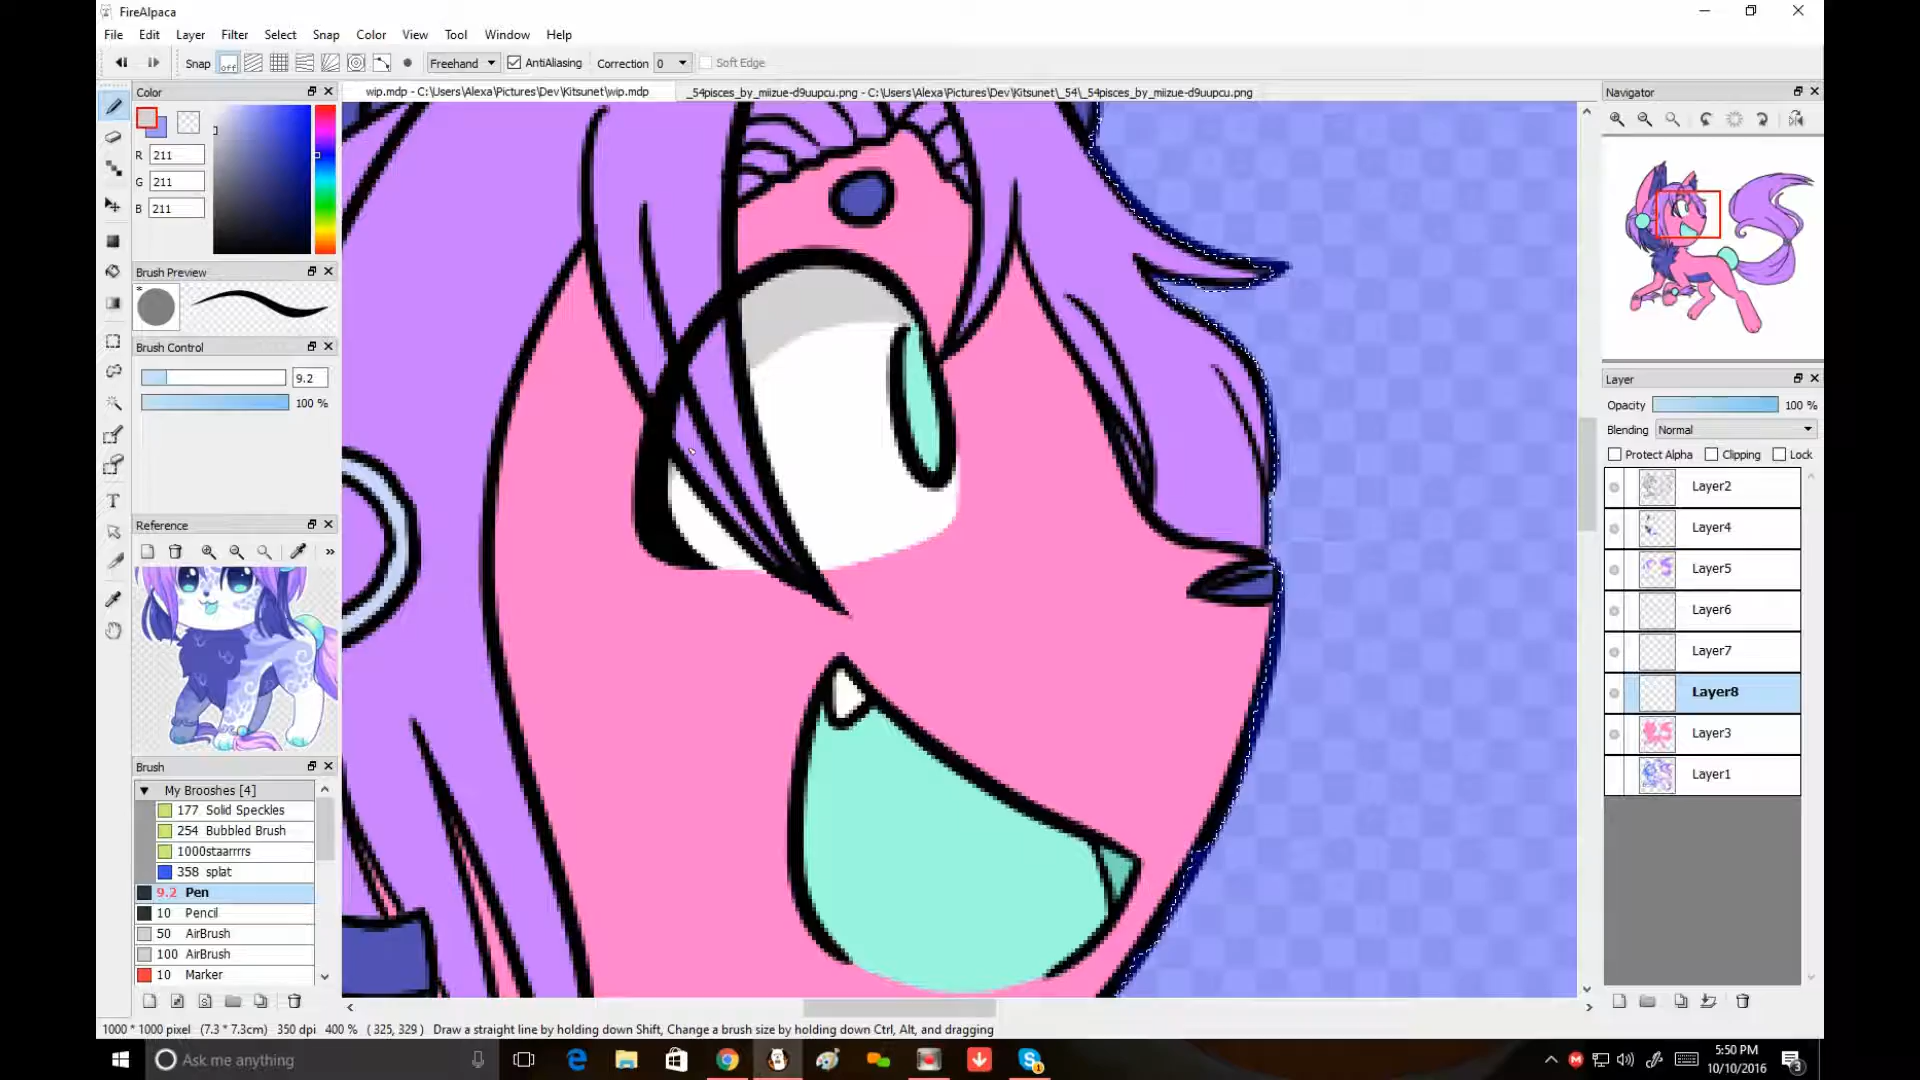 FireAlpaca
File Edit Layer Filter Select Snap Color View Tool Window Help
Snap off Freehand AntiAliasing Correction 0 Soft Edge
Color
wip.mdp - C:\Users\Alexa\Pictures\Dev\Kitsunet\wip.mdp
_54pisces_by_miizue-d9uupcu.png - C:\Users\Alexa\Pictures\Dev\Kitsunet\_54\_54pisces_by_miizue-d9uupcu.png
Navigator
R 211
G 211
B 211
Brush Preview
*
Brush Control
9.2
100 %
Reference
»
Brush
My Brooshes [4]
177 Solid Speckles
254 Bubbled Brush
1000staarrrrs
358 splat
9.2 Pen
10 Pencil
50 AirBrush
100 AirBrush
10 Marker
T
Layer
Opacity 100 %
Blending Normal
Protect Alpha Clipping Lock
Layer2
Layer4
Layer5
Layer6
Layer7
Layer8
Layer3
Layer1
1000 * 1000 pixel (7.3 * 7.3cm) 350 dpi 400 % ( 325, 329 ) Draw a straight line by holding down Shift, Change a brush size by holding down Ctrl, Alt, and dragging
Ask me anything
5:50 PM
10/10/2016
3